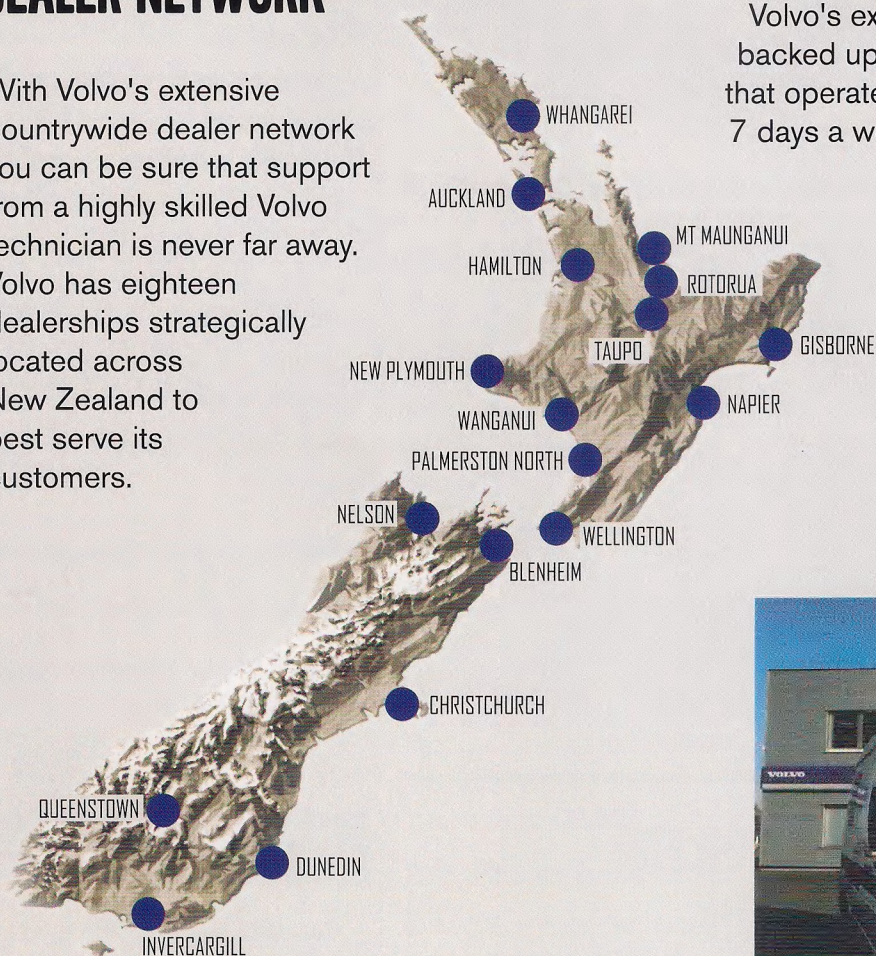 DEALER NETWORK
With Volvo's extensive
countrywide dealer network
you can be sure that support
from a highly skilled Volvo
technician is never far away.
Volvo has eighteen
dealerships strategically
located across
New Zealand to
best serve its
customers.
Volvo's ex
backed up
that operate
7 days a w
WHANGAREI
AUCKLAND
MT MAUNGANUI
HAMILTON
ROTORUA
TAUPO
GISBORNE
NEW PLYMOUTH
NAPIER
WANGANUI
PALMERSTON NORTH
NELSON
WELLINGTON
BLENHEIM
CHRISTCHURCH
QUEENSTOWN
DUNEDIN
INVERCARGILL
VOLVO